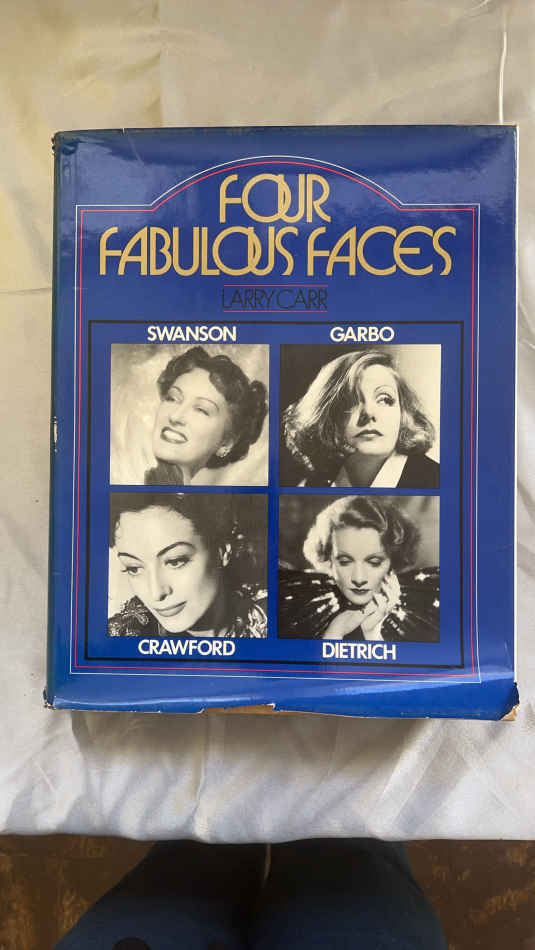 FOUR
FABULOUS FACES
LARRY CARR
SWANSON
GARBO
CRAWFORD
DIETRICH